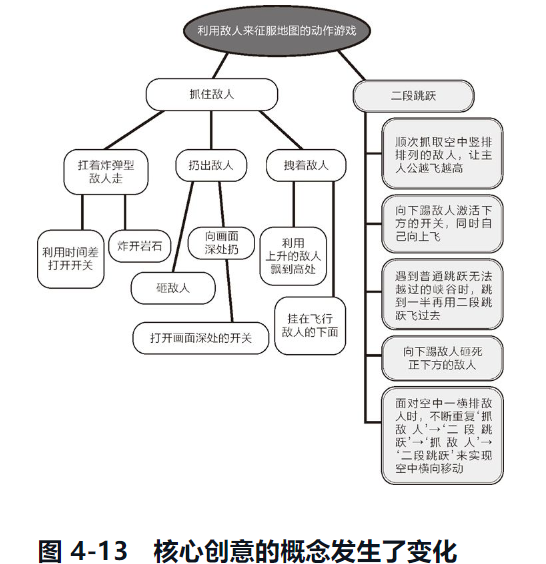 利用敌人来征服地图的动作游戏
抓住敌人
二段跳跃
扛着炸弹型
敌人走
扔出敌人
拽着敌人
利用时间差
打开开关
炸开岩石
砸敌人
向画面
深处扔
打开画面深处的开关
利用
上升的敌人
飘到高处
挂在飞行
敌人的下面
顺次抓取空中竖排
排列的敌人，让主
人公越飞越高
向下踢敌人激活下
方的开关，同时自
己向上飞
遇到普通跳跃无法
越过的峡谷时，跳
到一半再用二段跳
跃飞过去
向下踢敌人砸死
正下方的敌人
面对空中一横排敌
人时，不断重复‘抓
敌人’→‘二段跳
跃’→‘抓敌人’→
‘二段跳跃’来实现
空中横向移动
图 4-13 核心创意的概念发生了变化